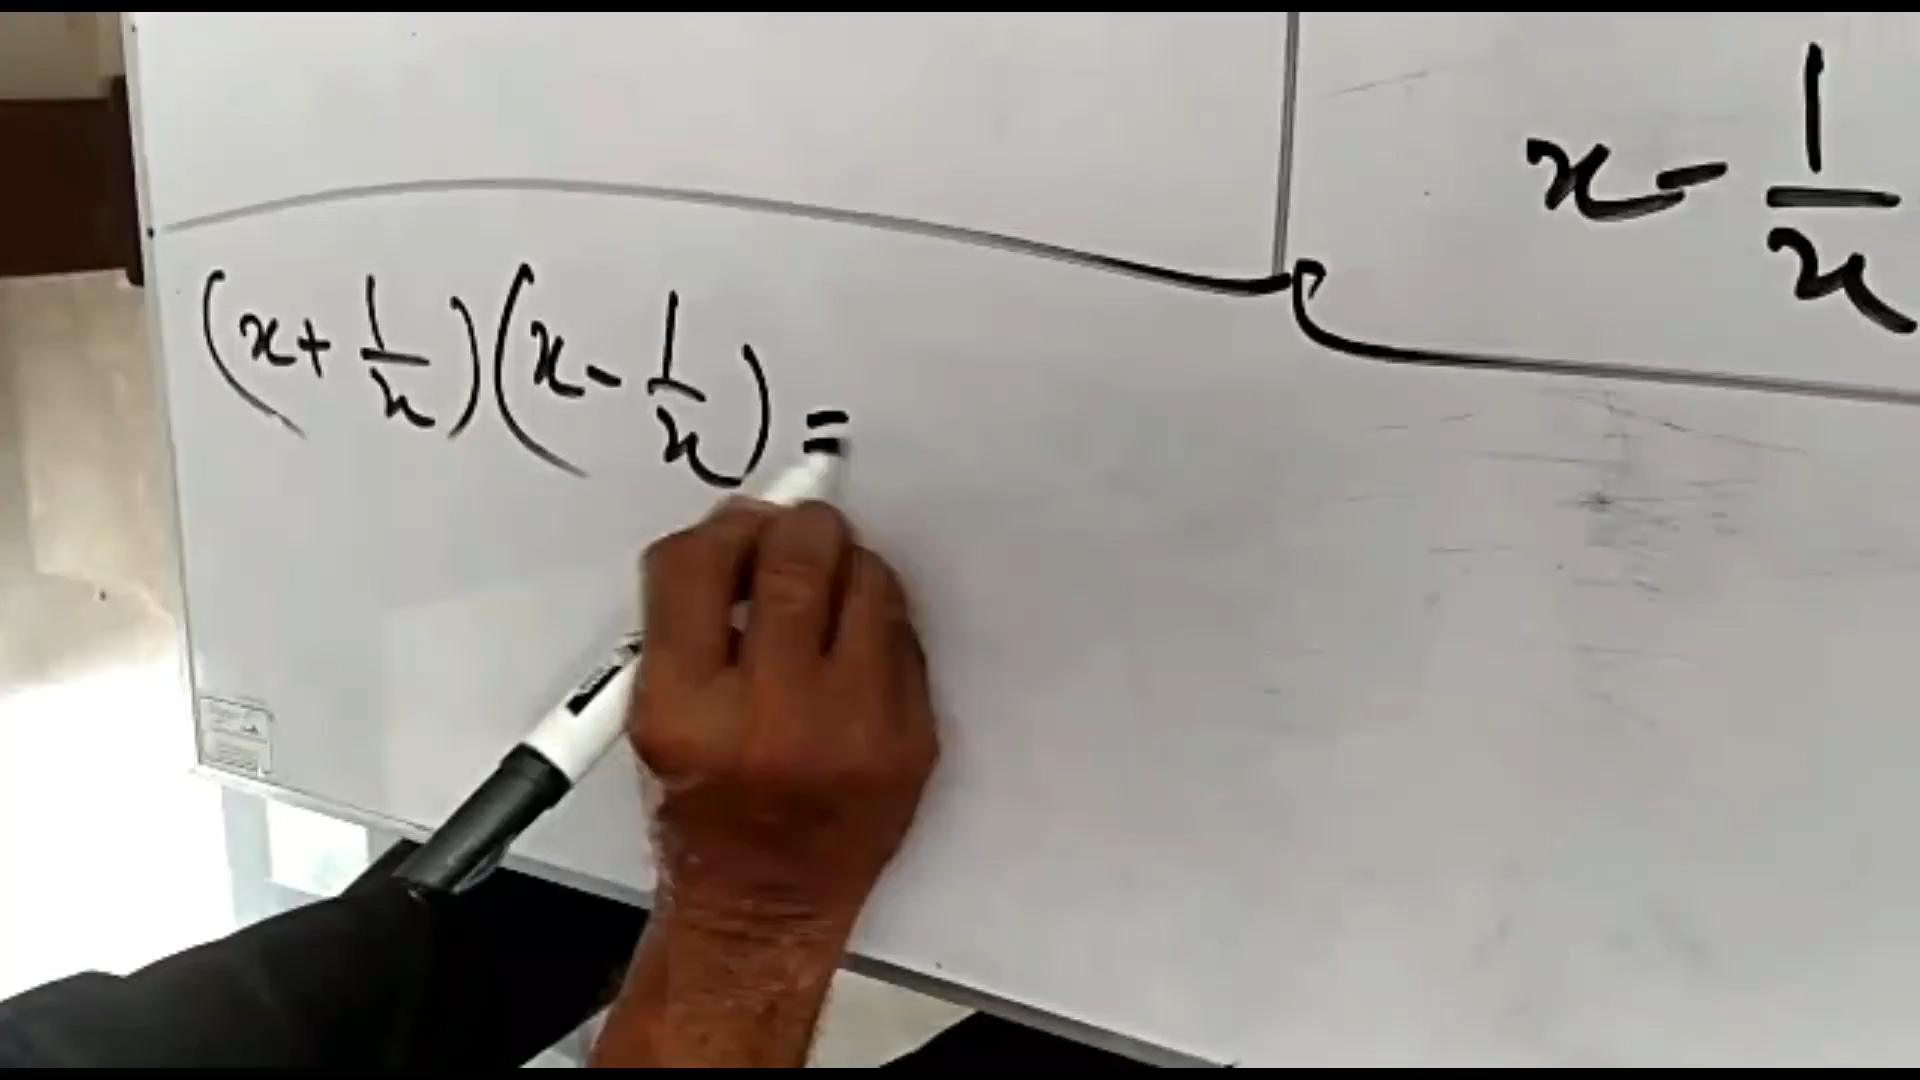 (x + 1/x)(x - 1/x) =
x - 1/x